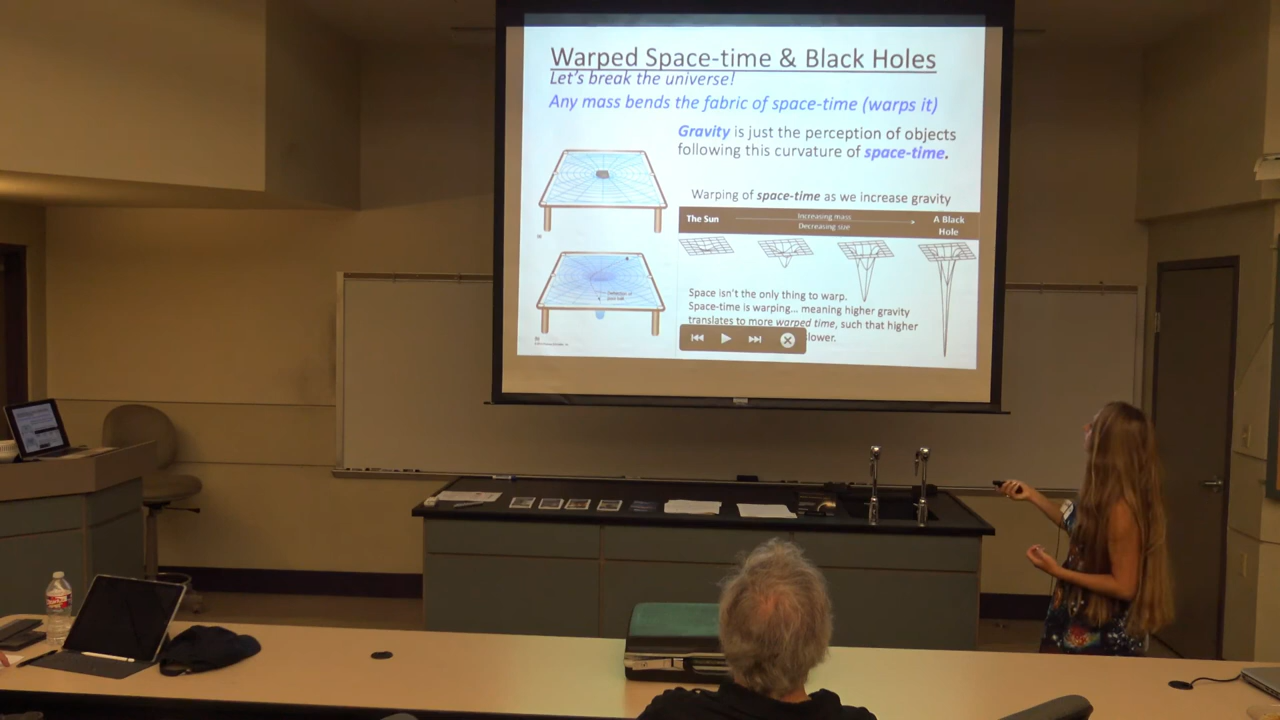 Warped Space-time & Black Holes
Let's break the universe!
Any mass bends the fabric of space-time (warps it)
Gravity is just the perception of objects
following this curvature of space-time.
Warping of space-time as we increase gravity
The Sun
Increasing mass
Decreasing size
A Black
Hole
Space isn't the only thing to warp.
Space-time is warping... meaning higher gravity
translates to more warped time, such that higher
slower.